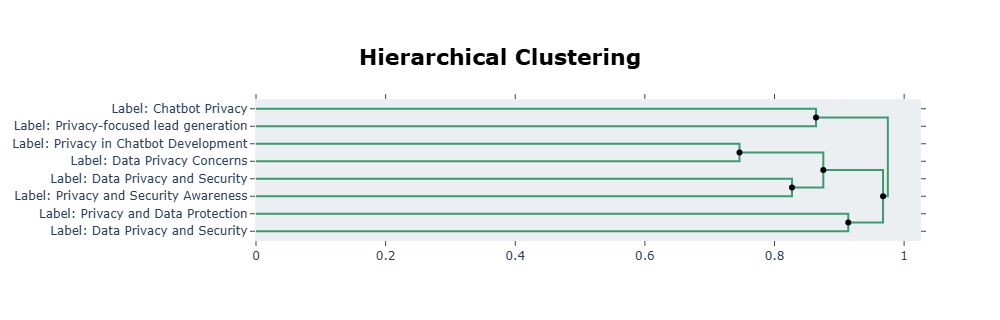 Hierarchical Clustering
Label: Chatbot Privacy
Label: Privacy-focused lead generation
Label: Privacy in Chatbot Development
Label: Data Privacy Concerns
Label: Data Privacy and Security
Label: Privacy and Security Awareness
Label: Privacy and Data Protection
Label: Data Privacy and Security
0 0.2 0.4 0.6 0.8 1